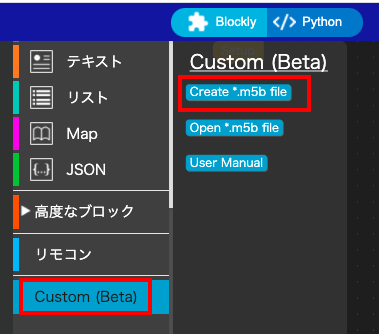 Blockly
</> Python
テキスト
リスト
Map
JSON
高度なブロック
リモコン
Custom (Beta)
Custom (Beta)
Create *.m5b file
Open *.m5b file
User Manual